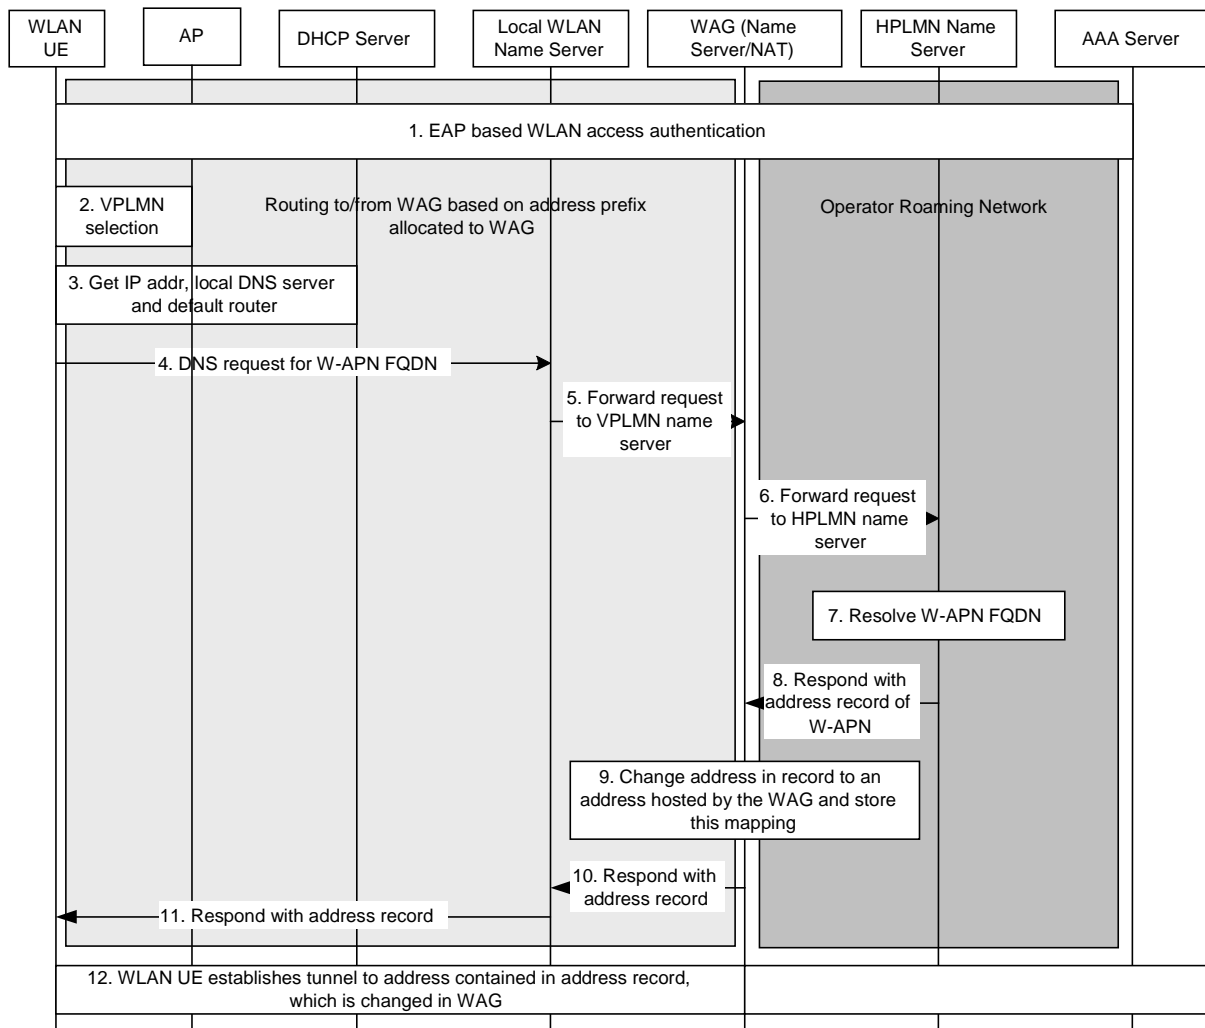 WLAN
UE
AP
DHCP Server
Local WLAN
Name Server
WAG (Name
Server/NAT)
HPLMN Name
Server
AAA Server
1. EAP based WLAN access authentication
2. VPLMN
selection
Routing to/from WAG based on address prefix
allocated to WAG
Operator Roaming Network
3. Get IP addr, local DNS server
and default router
4. DNS request for W-APN FQDN
5. Forward request
to VPLMN name
server
6. Forward request
to HPLMN name
server
7. Resolve W-APN FQDN
8. Respond with
address record of
W-APN
9. Change address in record to an
address hosted by the WAG and store
this mapping
10. Respond with
address record
11. Respond with address record
12. WLAN UE establishes tunnel to address contained in address record,
which is changed in WAG